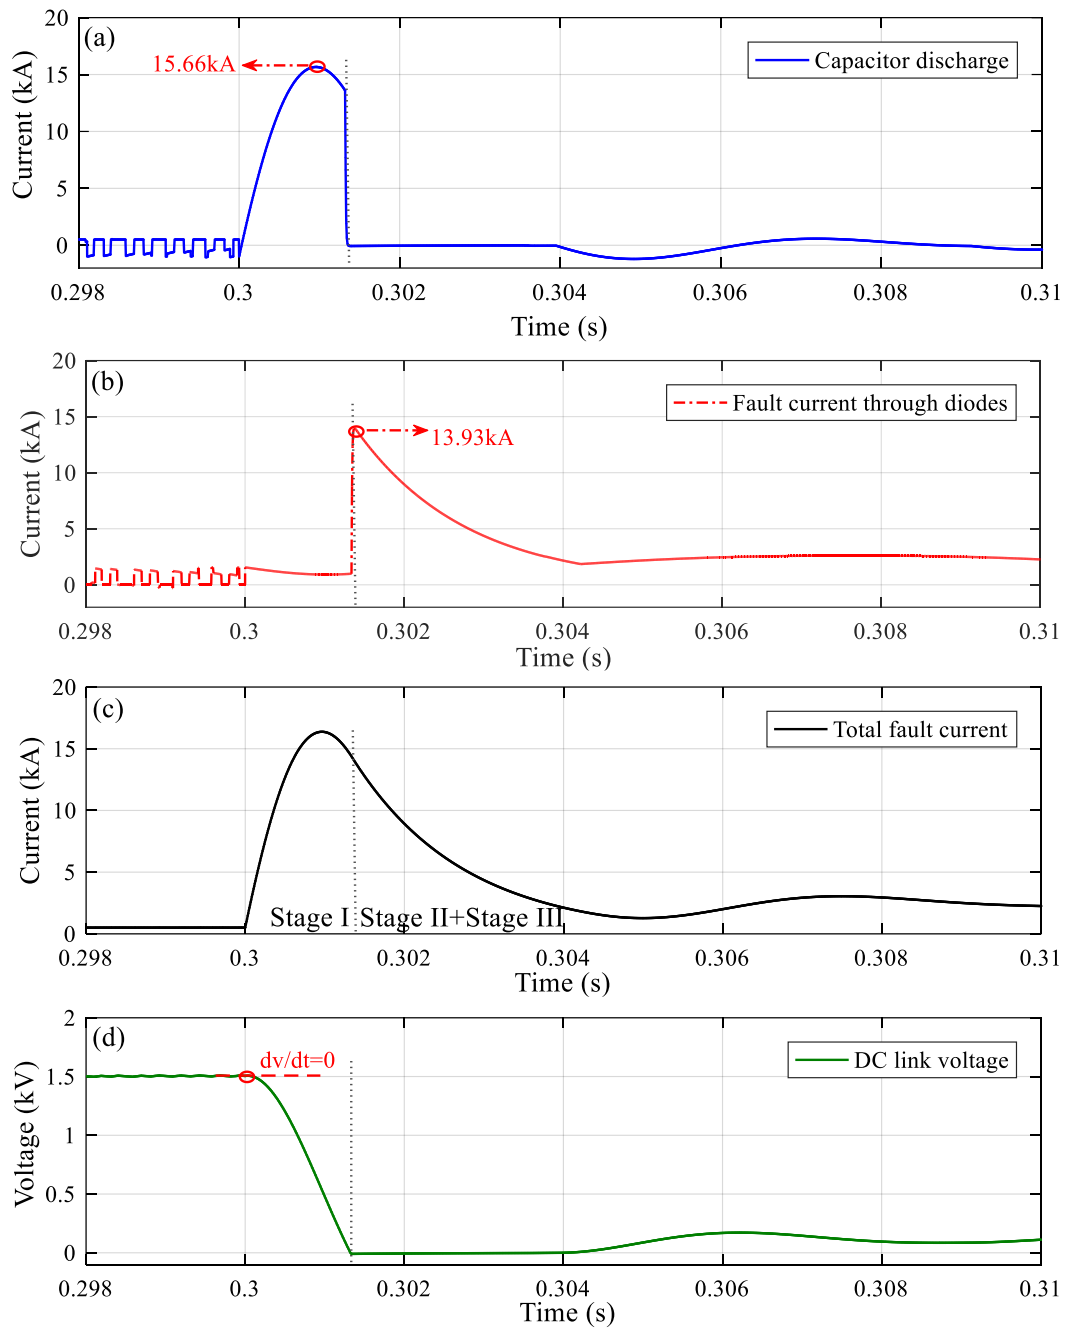 (a)
20
15
10
5
0
Current (kA)
15.66kA
Capacitor discharge
0.298 0.3 0.302 0.304 0.306 0.308 0.31
Time (s)
(b)
20
15
10
5
0
Current (kA)
13.93kA
Fault current through diodes
0.298 0.3 0.302 0.304 0.306 0.308 0.31
Time (s)
(c)
20
15
10
5
0
Current (kA)
Total fault current
Stage I Stage II+Stage III
0.298 0.3 0.302 0.304 0.306 0.308 0.31
Time (s)
(d)
2
1.5
1
0.5
0
Voltage (kV)
dv/dt=0
DC link voltage
0.298 0.3 0.302 0.304 0.306 0.308 0.31
Time (s)